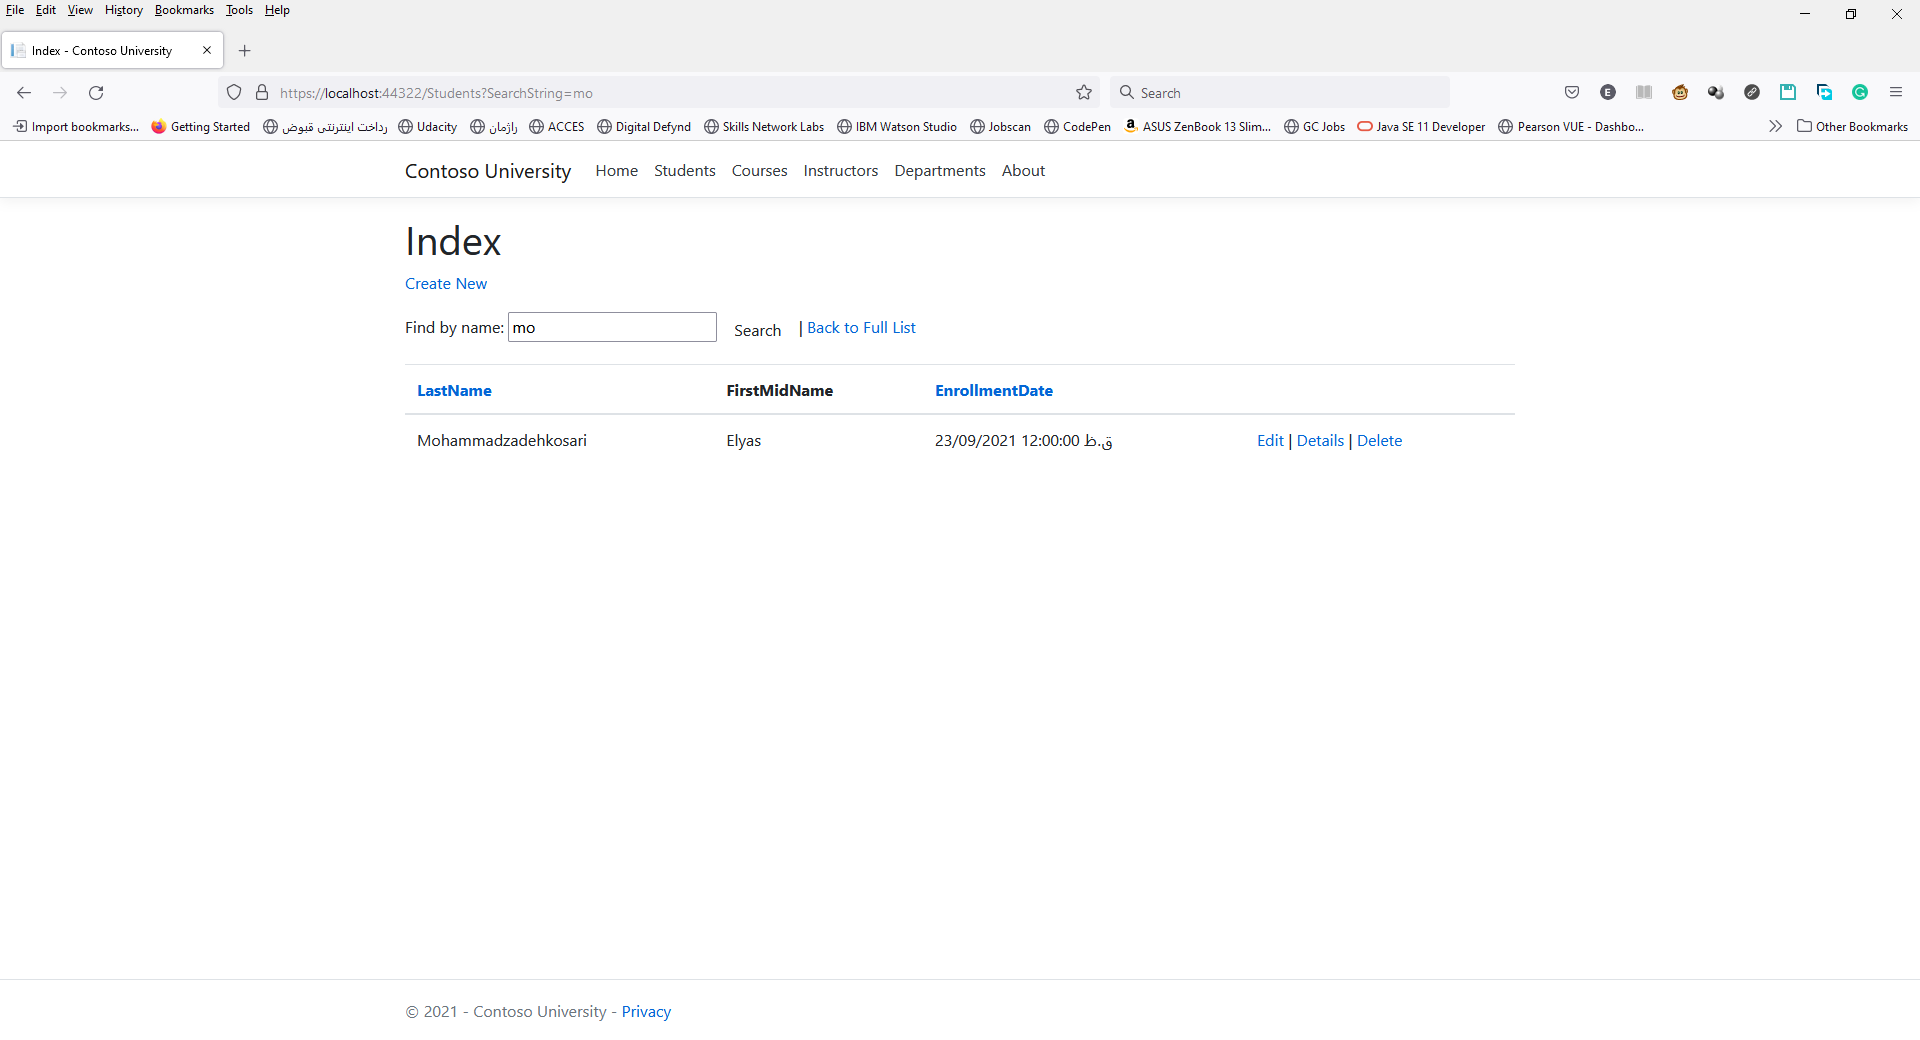 File Edit View History Bookmarks Tools Help
Index - Contoso University
https://localhost:44322/Students?SearchString=mo
Search
Import bookmarks... Getting Started رداخت اینترنتی قبوض Udacity راژمان ACCES Digital Defynd Skills Network Labs IBM Watson Studio Jobscan CodePen ASUS ZenBook 13 Slim... GC Jobs Java SE 11 Developer Pearson VUE - Dashbo... Other Bookmarks
Contoso University Home Students Courses Instructors Departments About
Index
Create New
Find by name: mo Search | Back to Full List
LastName FirstMidName EnrollmentDate
Mohammadzadehkosari Elyas 23/09/2021 12:00:00 ق.ظ Edit | Details | Delete
© 2021 - Contoso University - Privacy